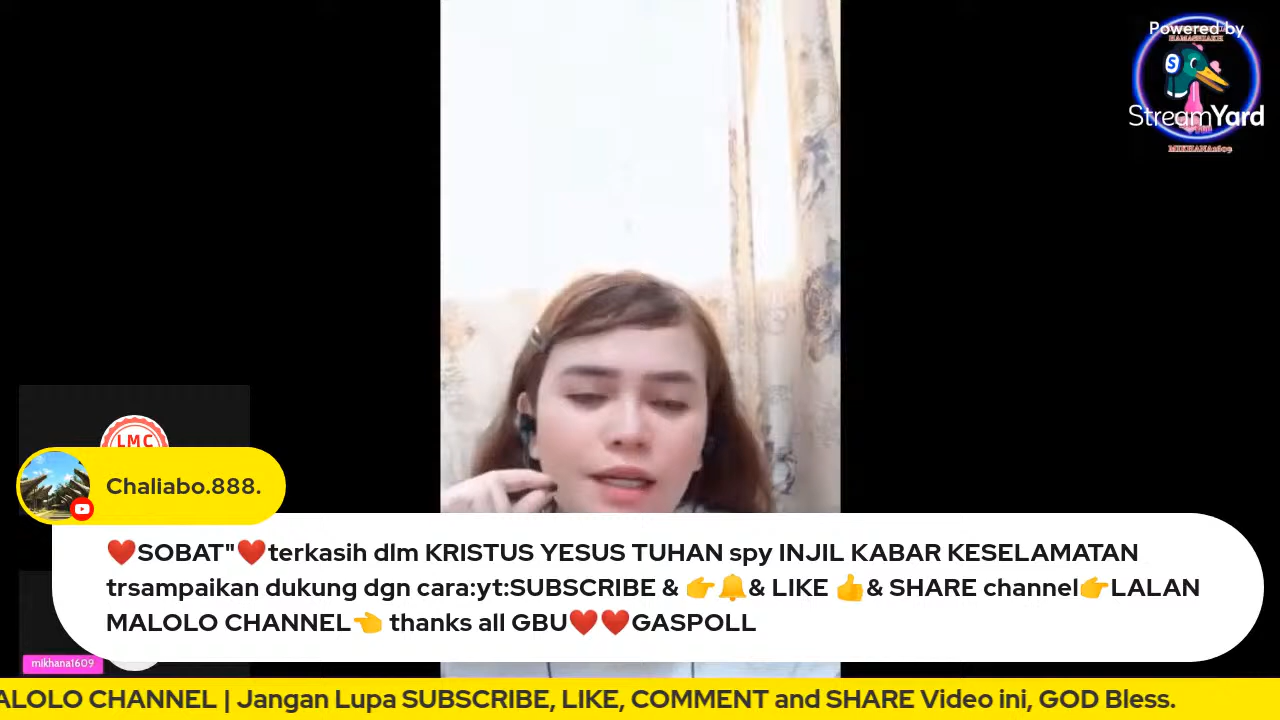 Powered by
StreamYard
MIKHANA1609
LMC
Chaliabo.888.
❤️SOBAT"❤️terkasih dlm KRISTUS YESUS TUHAN spy INJIL KABAR KESELAMATAN
trsampaikan dukung dgn cara:yt:SUBSCRIBE & 👉🔔& LIKE 👍& SHARE channel👉LALAN
MALOLO CHANNEL👈 thanks all GBU❤️❤️GASPOLL
mikhana1609
ALOLO CHANNEL | Jangan Lupa SUBSCRIBE, LIKE, COMMENT and SHARE Video ini, GOD Bless.